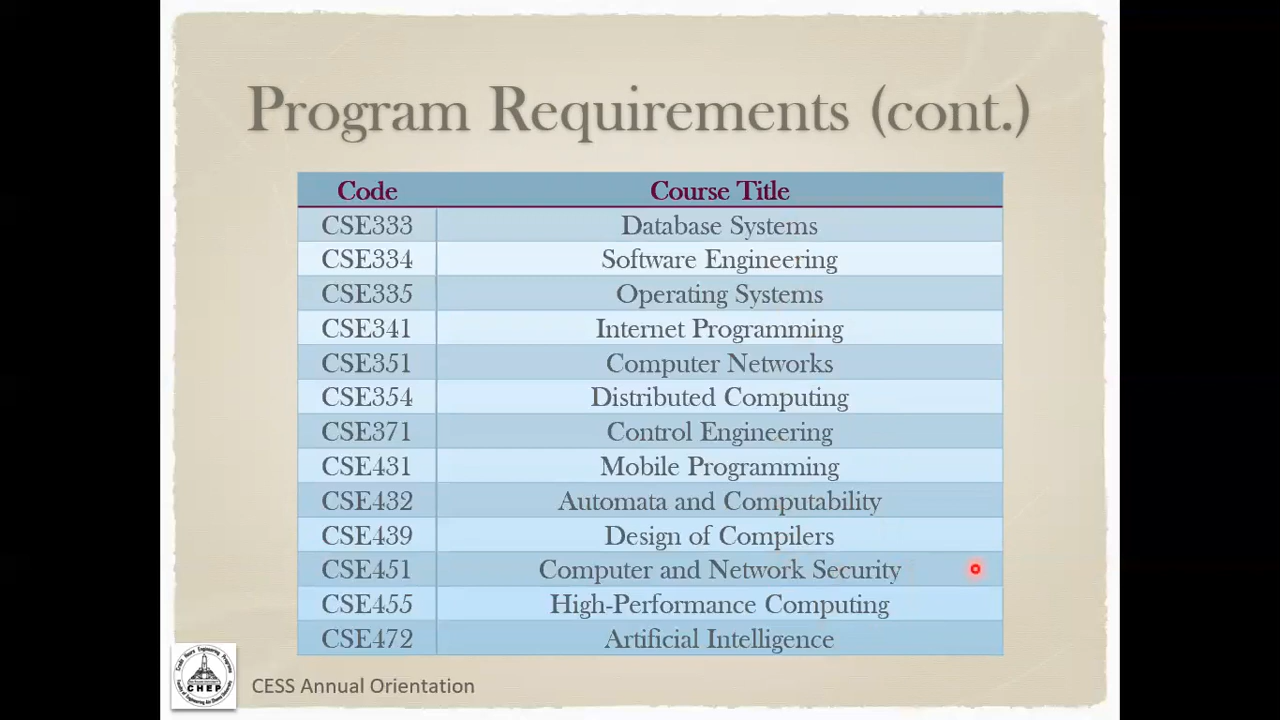 Program Requirements (cont.)
Code Course Title
CSE333 Database Systems
CSE334 Software Engineering
CSE335 Operating Systems
CSE341 Internet Programming
CSE351 Computer Networks
CSE354 Distributed Computing
CSE371 Control Engineering
CSE431 Mobile Programming
CSE432 Automata and Computability
CSE439 Design of Compilers
CSE451 Computer and Network Security
CSE455 High-Performance Computing
CSE472 Artificial Intelligence
CHEP
CESS Annual Orientation